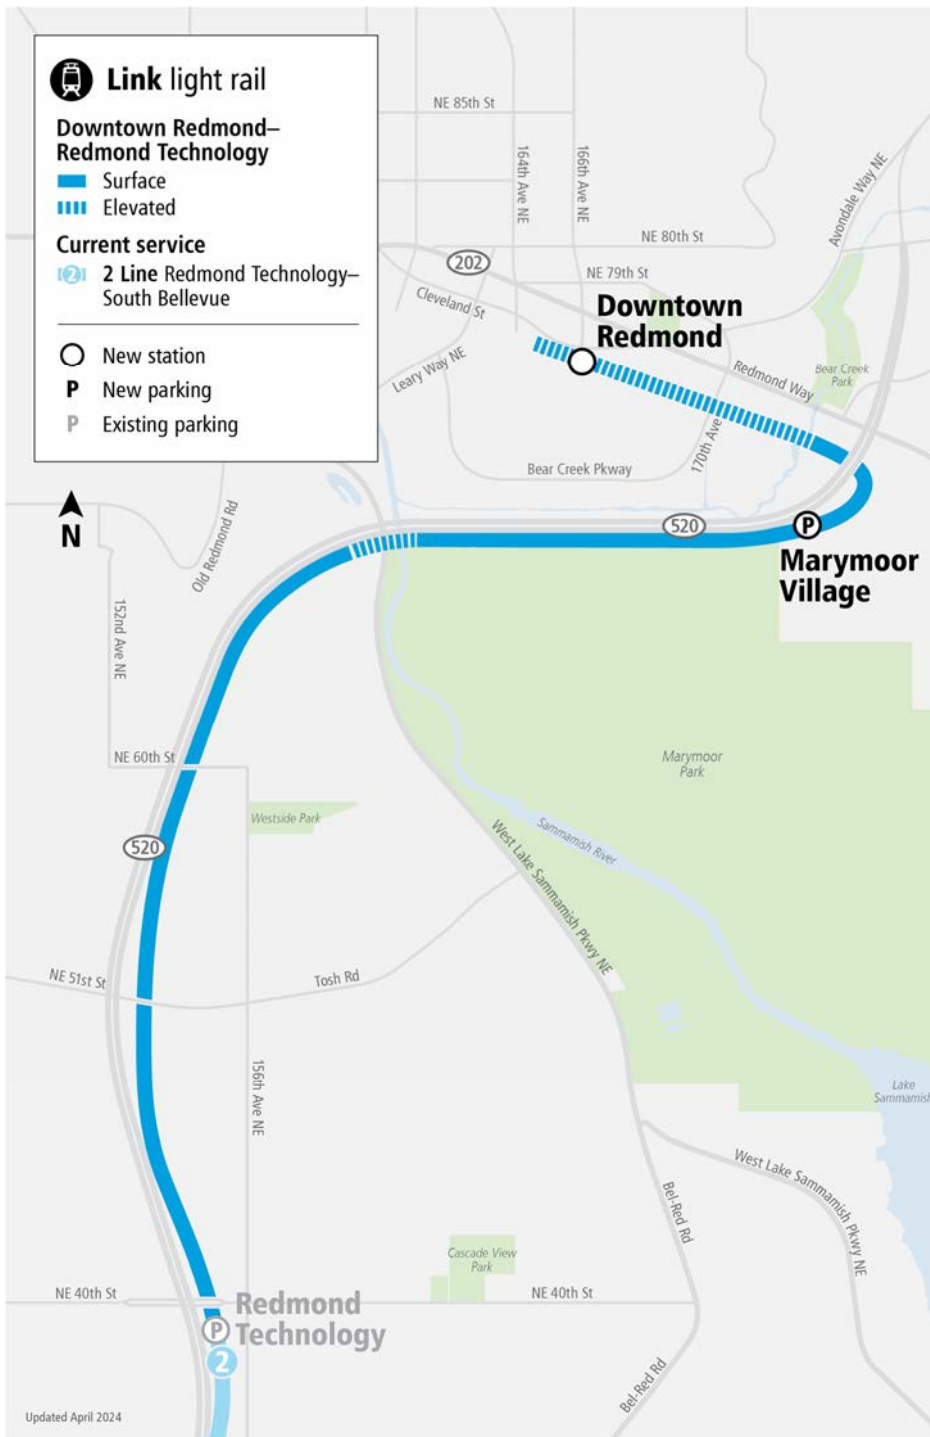 Link light rail
Downtown Redmond–
Redmond Technology
Surface
Elevated
Current service
2
2 Line Redmond Technology–
South Bellevue
New station
P
New parking
P
Existing parking
N
NE 85th St
164th Ave NE
166th Ave NE
Avondale Way NE
NE 80th St
202
NE 79th St
Cleveland St
Downtown
Redmond
Leary Way NE
Redmond Way
Bear Creek
Park
170th Ave
Bear Creek Pkwy
Old Redmond Rd
520
P
Marymoor
Village
152nd Ave NE
NE 60th St
Marymoor
Park
Westside Park
Sammamish River
520
West Lake Sammamish Pkwy NE
NE 51st St
Tosh Rd
156th Ave NE
Lake
Sammamish
West Lake Sammamish Pkwy NE
Bel-Red Rd
Cascade View
Park
NE 40th St
NE 40th St
Redmond
Technology
P
2
Bel-Red Rd
Updated April 2024